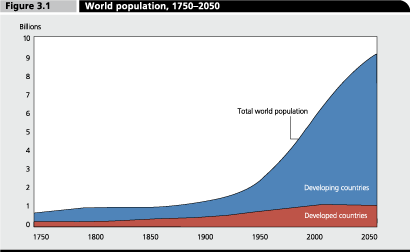 Figure 3.1 World population, 1750–2050
Billions
10
9
8
7
6
5
4
3
2
1
0
Total world population
Developing countries
Developed countries
1750 1800 1850 1900 1950 2000 2050